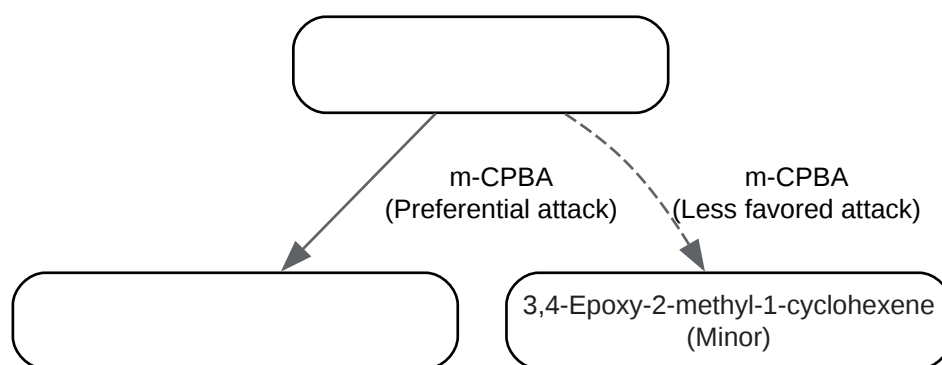 m-CPBA
(Preferential attack)
m-CPBA
(Less favored attack)
3,4-Epoxy-2-methyl-1-cyclohexene
(Minor)